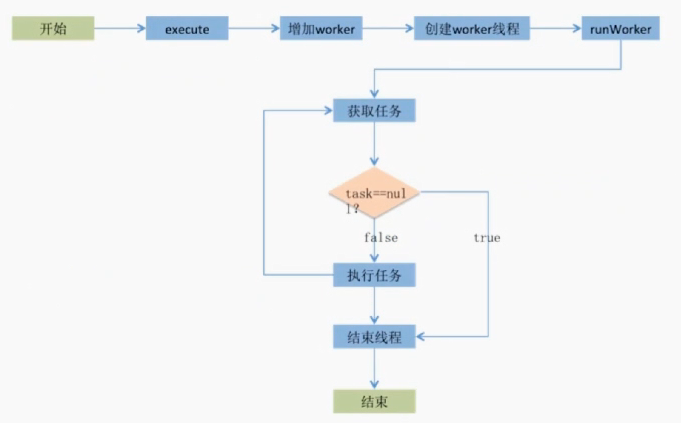 开始
execute
增加worker
创建worker线程
runWorker
获取任务
task==nul
l?
false
true
执行任务
结束线程
结束